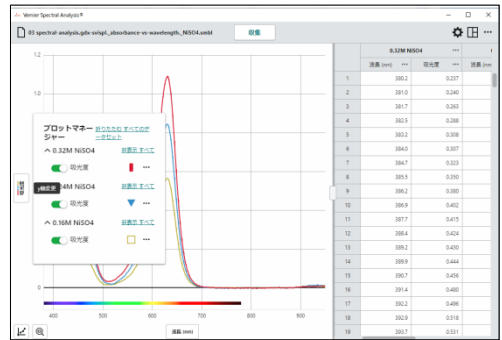 Vernier Spectral Analysis®
03 spectral-analysis.gdx-svispl._absorbance-vs-wavelength._NiSO4.smbl
収集
1.2
1.0
0
400
500
600
700
800
900
波長 (nm)
プロットマネージャー
折りたたむ すべてのデータセット
0.32M NiSO4
非表示 すべて
吸光度
y軸変更
24M NiSO4
非表示 すべて
吸光度
0.16M NiSO4
非表示 すべて
吸光度
0.32M NiSO4
波長 (nm) 吸光度 波長 (nm
1 380.2 0.237
2 381.0 0.240
3 381.7 0.263
4 382.5 0.288
5 383.2 0.308
6 384.0 0.307
7 384.7 0.323
8 385.5 0.350
9 386.2 0.380
10 386.9 0.402
11 387.7 0.415
12 388.4 0.424
13 389.2 0.430
14 389.9 0.444
15 390.7 0.456
16 391.4 0.480
17 392.2 0.496
18 392.9 0.518
19 393.7 0.531